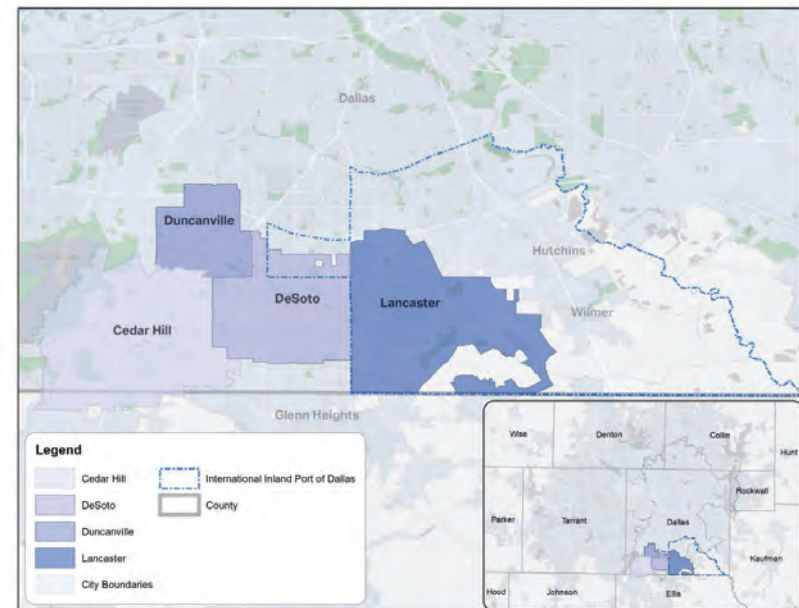 Dallas
Duncanville
Hutchins
DeSoto
Lancaster
Wilmer
Cedar Hill
Glenn Heights
Legend
Cedar Hill
International Inland Port of Dallas
DeSoto
County
Duncanville
Lancaster
City Boundaries
Wise
Denton
Collin
Hunt
Rockwall
Parker
Tarrant
Dallas
Kaufman
Hood
Johnson
Ellis